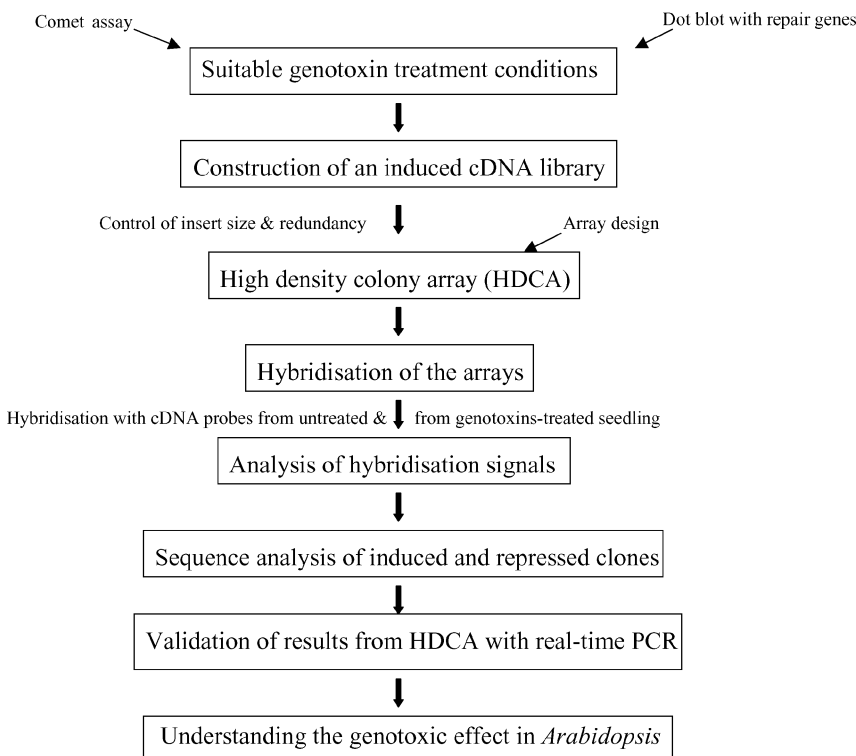 Comet assay
Dot blot with repair genes
Suitable genotoxin treatment conditions
Construction of an induced cDNA library
Control of insert size & redundancy
Array design
High density colony array (HDCA)
Hybridisation of the arrays
Hybridisation with cDNA probes from untreated & from genotoxins-treated seedling
Analysis of hybridisation signals
Sequence analysis of induced and repressed clones
Validation of results from HDCA with real-time PCR
Understanding the genotoxic effect in Arabidopsis